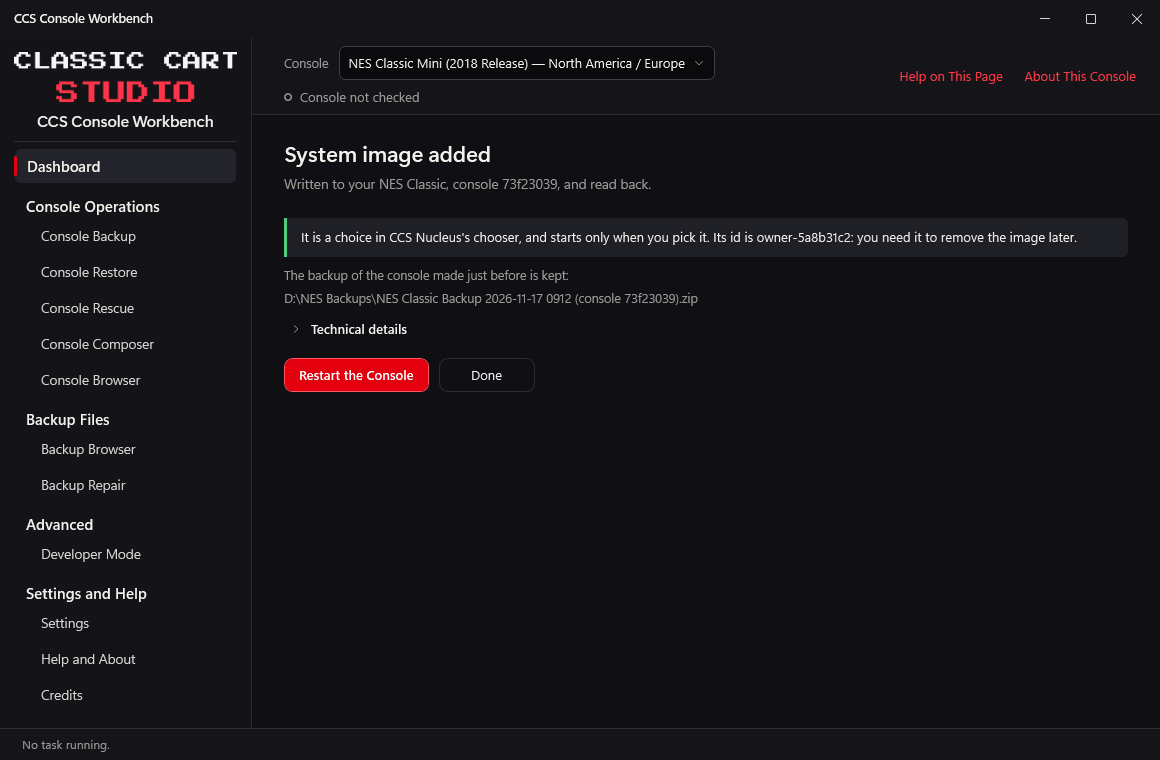 CCS Console Workbench
CLASSIC CART
STUDIO
CCS Console Workbench
Dashboard
Console Operations
Console Backup
Console Restore
Console Rescue
Console Composer
Console Browser
Backup Files
Backup Browser
Backup Repair
Advanced
Developer Mode
Settings and Help
Settings
Help and About
Credits
Console
NES Classic Mini (2018 Release) — North America / Europe
Console not checked
Help on This Page
About This Console
System image added
Written to your NES Classic, console 73f23039, and read back.
It is a choice in CCS Nucleus's chooser, and starts only when you pick it. Its id is owner-5a8b31c2: you need it to remove the image later.
The backup of the console made just before is kept:
D:\NES Backups\NES Classic Backup 2026-11-17 0912 (console 73f23039).zip
Technical details
Restart the Console
Done
No task running.